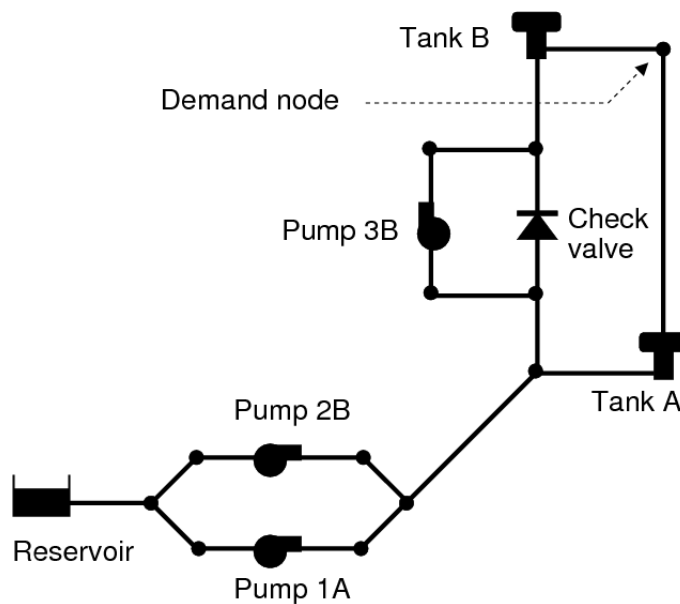 Tank B
Demand node
Pump 3B
Check
valve
Tank A
Pump 2B
Reservoir
Pump 1A